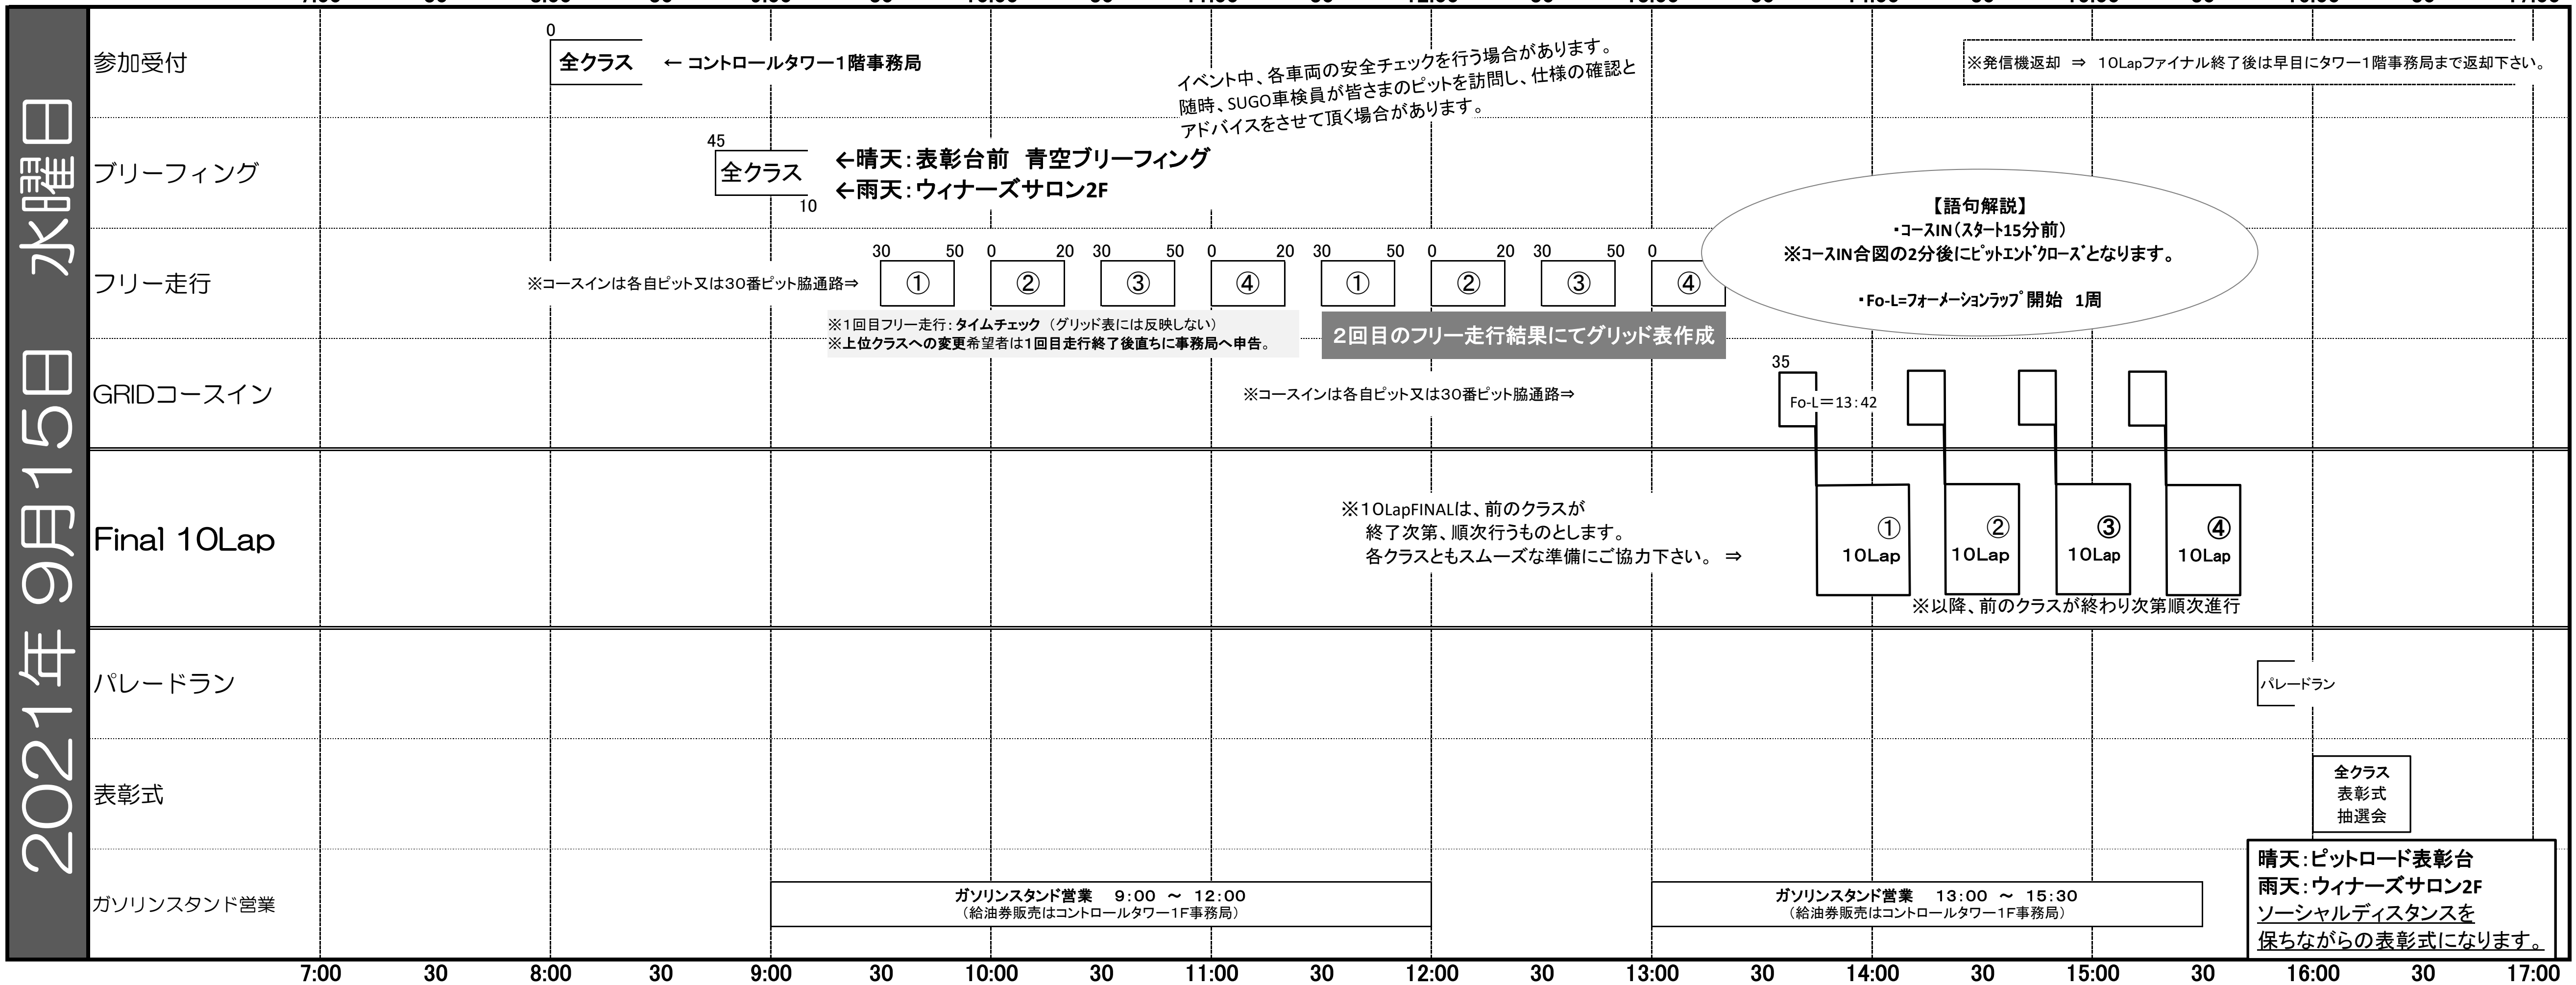 2021年 9月15日 水曜日
7:00 30 8:00 30 9:00 30 10:00 30 11:00 30 12:00 30 13:00 30 14:00 30 15:00 30 16:00 30 17:00
参加受付
0
全クラス
← コントロールタワー1階事務局
イベント中、各車両の安全チェックを行う場合があります。
随時、SUGO車検員が皆さまのピットを訪問し、仕様の確認と
アドバイスをさせて頂く場合があります。
※発信機返却 ⇒ 10Lapファイナル終了後は早目にタワー1階事務局まで返却下さい。
ブリーフィング
45
全クラス
10
←晴天：表彰台前 青空ブリーフィング
←雨天：ウィナーズサロン2F
【語句解説】
・コースIN（スタート15分前）
※コースIN合図の2分後にピットエンドクローズとなります。
・Fo-L=フォーメーションラップ開始 1周
フリー走行
※コースインは各自ピット又は30番ピット脇通路⇒
30 50 0 20 30 50 0 20 30 50 0 20 30 50 0
① ② ③ ④ ① ② ③ ④
※1回目フリー走行：タイムチェック （グリッド表には反映しない）
※上位クラスへの変更希望者は1回目走行終了後直ちに事務局へ申告。
2回目のフリー走行結果にてグリッド表作成
GRIDコースイン
※コースインは各自ピット又は30番ピット脇通路⇒
35
Fo-L＝13：42
Final 10Lap
※10LapFINALは、前のクラスが
終了次第、順次行うものとします。
各クラスともスムーズな準備にご協力下さい。 ⇒
① ② ③ ④
10Lap 10Lap 10Lap 10Lap
※以降、前のクラスが終わり次第順次進行
パレードラン
パレードラン
表彰式
全クラス
表彰式
抽選会
晴天：ピットロード表彰台
雨天：ウィナーズサロン2F
ソーシャルディスタンスを
保ちながらの表彰式になります。
ガソリンスタンド営業
ガソリンスタンド営業 9：00 ～ 12：00
（給油券販売はコントロールタワー1F事務局）
ガソリンスタンド営業 13：00 ～ 15：30
（給油券販売はコントロールタワー1F事務局）
7:00 30 8:00 30 9:00 30 10:00 30 11:00 30 12:00 30 13:00 30 14:00 30 15:00 30 16:00 30 17:00